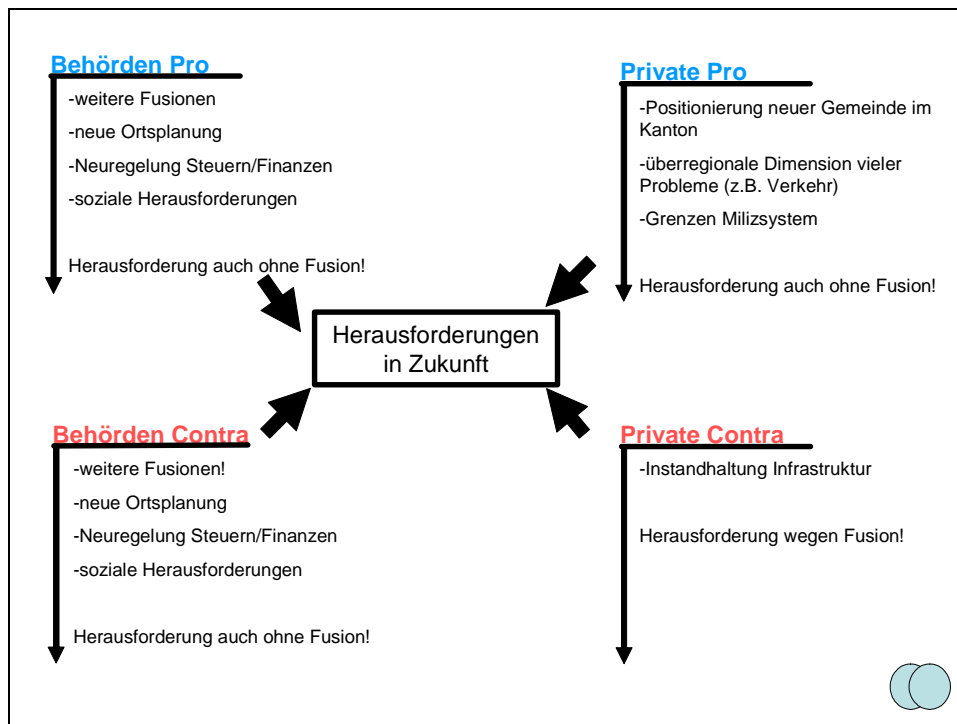 Behörden Pro
-weitere Fusionen
-neue Ortsplanung
-Neuregelung Steuern/Finanzen
-soziale Herausforderungen
Herausforderung auch ohne Fusion!
Private Pro
-Positionierung neuer Gemeinde im
Kanton
-überregionale Dimension vieler
Probleme (z.B. Verkehr)
-Grenzen Milizsystem
Herausforderung auch ohne Fusion!
Herausforderungen
in Zukunft
Behörden Contra
-weitere Fusionen!
-neue Ortsplanung
-Neuregelung Steuern/Finanzen
-soziale Herausforderungen
Herausforderung auch ohne Fusion!
Private Contra
-Instandhaltung Infrastruktur
Herausforderung wegen Fusion!